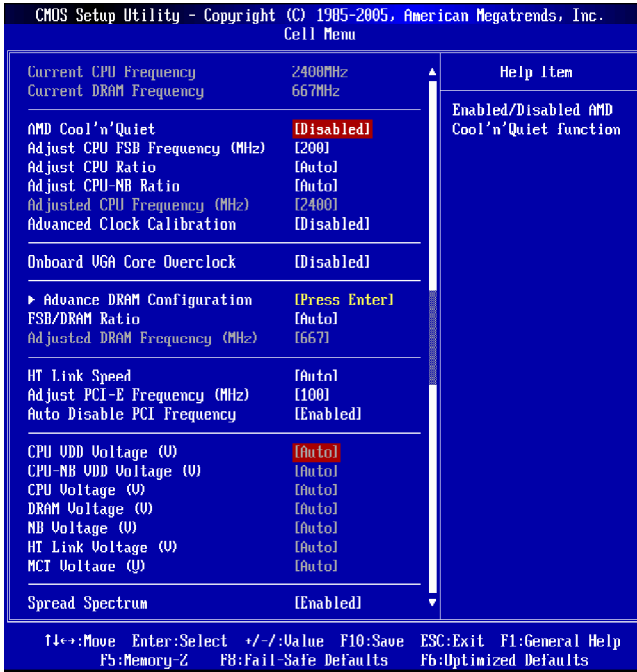 CMOS Setup Utility - Copyright (C) 1985-2005, American Megatrends, Inc.
Cell Menu
Current CPU Frequency 2400MHz
Current DRAM Frequency 667MHz
AMD Cool'n'Quiet [Disabled]
Adjust CPU FSB Frequency (MHz) [200]
Adjust CPU Ratio [Auto]
Adjust CPU-NB Ratio [Auto]
Adjusted CPU Frequency (MHz) [2400]
Advanced Clock Calibration [Disabled]
Onboard VGA Core Overclock [Disabled]
▶ Advance DRAM Configuration [Press Enter]
FSB/DRAM Ratio [Auto]
Adjusted DRAM Frequency (MHz) [667]
HT Link Speed [Auto]
Adjust PCI-E Frequency (MHz) [100]
Auto Disable PCI Frequency [Enabled]
CPU VDD Voltage (V) [Auto]
CPU-NB VDD Voltage (V) [Auto]
CPU Voltage (V) [Auto]
DRAM Voltage (V) [Auto]
NB Voltage (V) [Auto]
HT Link Voltage (V) [Auto]
MCT Voltage (V) [Auto]
Spread Spectrum [Enabled]
Help Item
Enabled/Disabled AMD
Cool'n'Quiet function
↑↓←→:Move Enter:Select +/-/:Value F10:Save ESC:Exit F1:General Help
F5:Memory-Z F8:Fail-Safe Defaults F6:Optimized Defaults